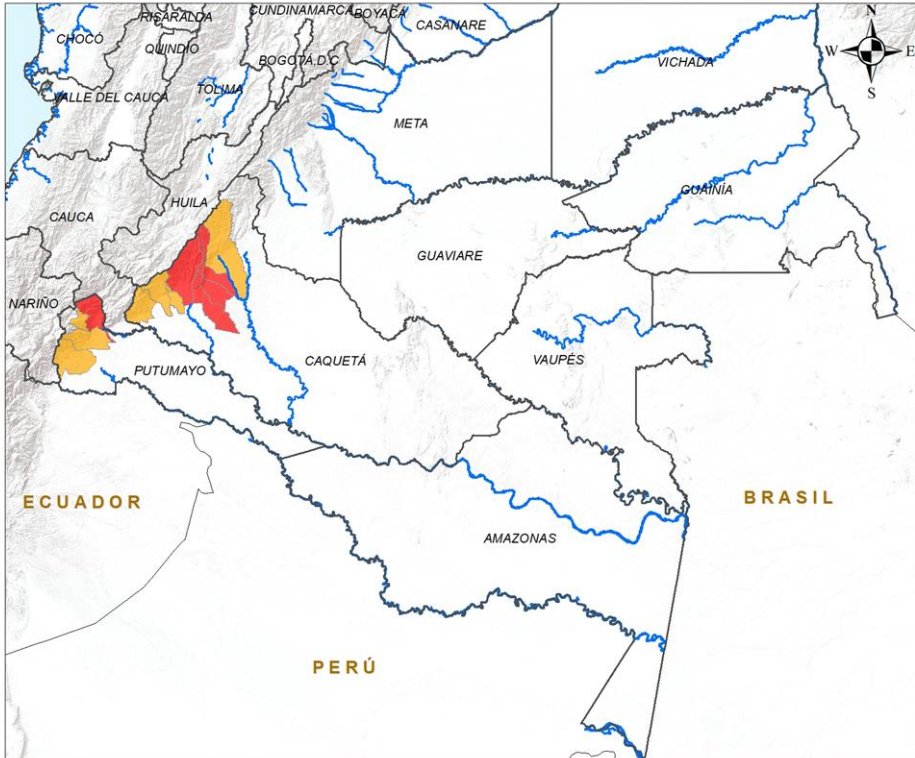 CUNDINAMARCA
BOYACÁ
RISARALDA
CASANARE
N
CHOCÓ
QUINDÍO
BOGOTÁ D.C
W
E
VICHADA
TOLIMA
S
VALLE DEL CAUCA
META
GUAINÍA
HUILA
CAUCA
GUAVIARE
NARIÑO
CAQUETÁ
VAUPÉS
PUTUMAYO
ECUADOR
BRASIL
AMAZONAS
PERÚ